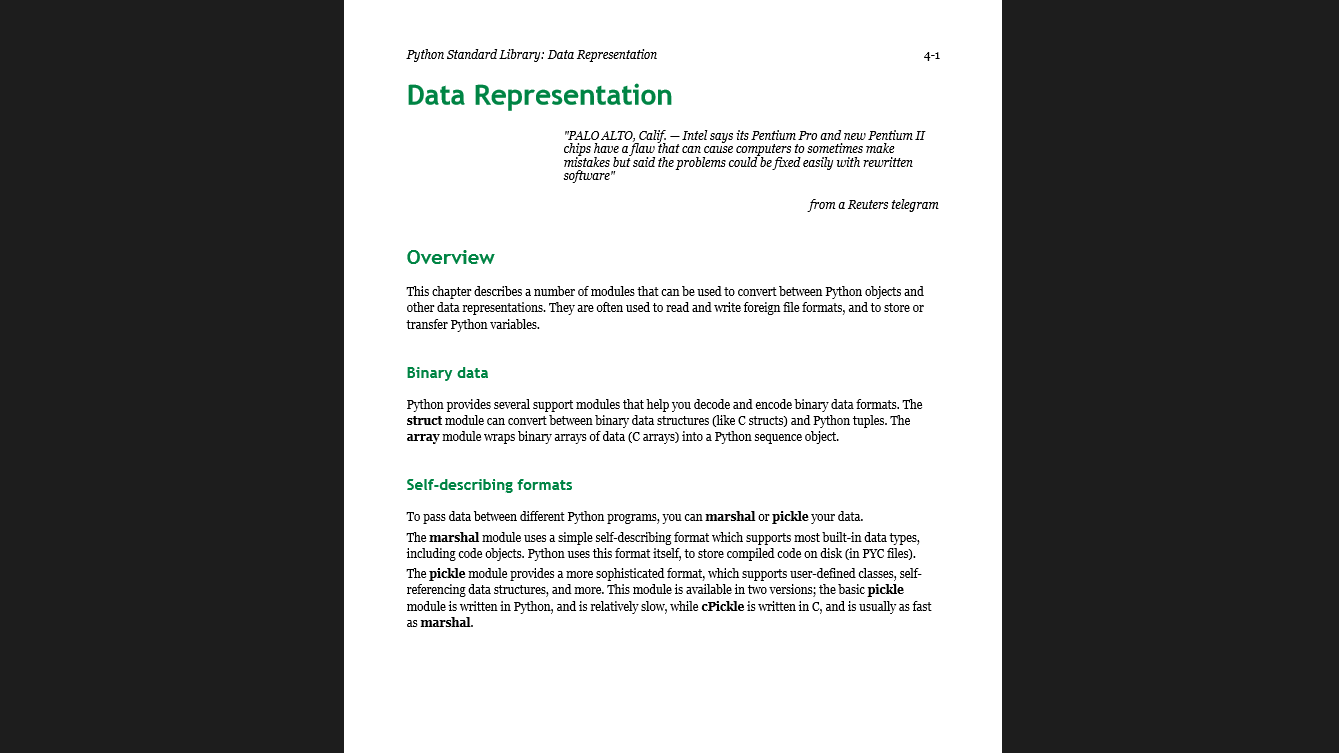 Python Standard Library: Data Representation 4-1
Data Representation
"PALO ALTO, Calif. — Intel says its Pentium Pro and new Pentium II
chips have a flaw that can cause computers to sometimes make
mistakes but said the problems could be fixed easily with rewritten
software"
from a Reuters telegram
Overview
This chapter describes a number of modules that can be used to convert between Python objects and
other data representations. They are often used to read and write foreign file formats, and to store or
transfer Python variables.
Binary data
Python provides several support modules that help you decode and encode binary data formats. The
struct module can convert between binary data structures (like C structs) and Python tuples. The
array module wraps binary arrays of data (C arrays) into a Python sequence object.
Self-describing formats
To pass data between different Python programs, you can marshal or pickle your data.
The marshal module uses a simple self-describing format which supports most built-in data types,
including code objects. Python uses this format itself, to store compiled code on disk (in PYC files).
The pickle module provides a more sophisticated format, which supports user-defined classes, self-
referencing data structures, and more. This module is available in two versions; the basic pickle
module is written in Python, and is relatively slow, while cPickle is written in C, and is usually as fast
as marshal.